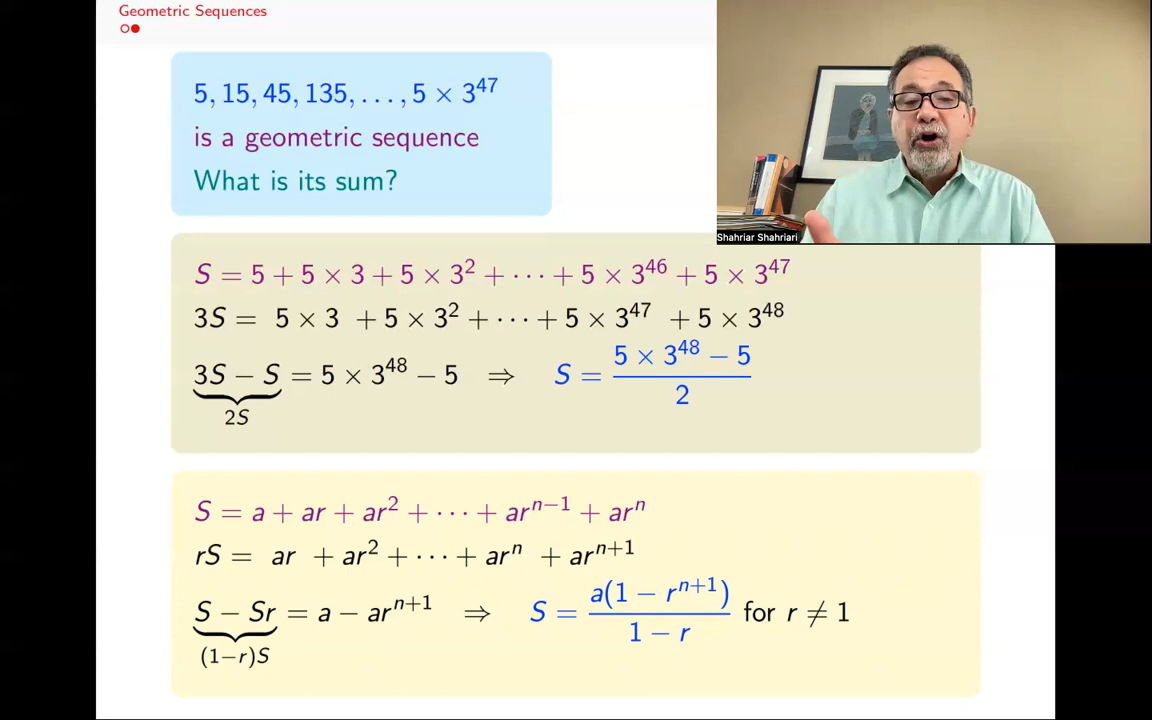 Geometric Sequences
5, 15, 45, 135, . . . , 5 × 3^47
is a geometric sequence
What is its sum?
Shahriar Shahriari
S = 5 + 5 × 3 + 5 × 3^2 + ··· + 5 × 3^46 + 5 × 3^47
3S = 5 × 3 + 5 × 3^2 + ··· + 5 × 3^47 + 5 × 3^48
3S − S = 5 × 3^48 − 5 ⇒ S = (5 × 3^48 − 5)/2
2S
S = a + ar + ar^2 + ··· + ar^{n−1} + ar^n
rS = ar + ar^2 + ··· + ar^n + ar^{n+1}
S − Sr = a − ar^{n+1} ⇒ S = a(1 − r^{n+1})/(1 − r) for r ≠ 1
(1−r)S